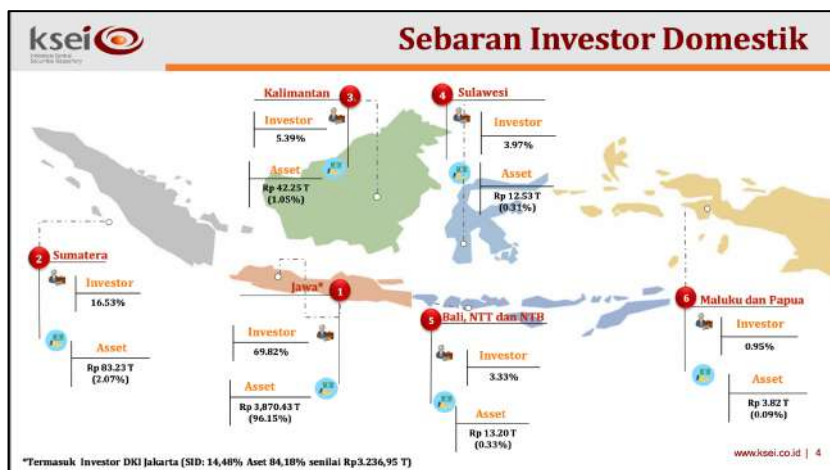 ksei
Indonesia Central
Securities Depository
Sebaran Investor Domestik
Kalimantan
3
Investor
5.39%
Asset
Rp 42.25 T
(1.05%)
4
Sulawesi
Investor
3.97%
Asset
Rp 12.53 T
(0.31%)
2
Sumatera
Investor
16.53%
Asset
Rp 83.23 T
(2.07%)
Jawa*
1
Investor
69.82%
Asset
Rp 3,870.43 T
(96.15%)
5
Bali, NTT dan NTB
Investor
3.33%
Asset
Rp 13.20 T
(0.33%)
6
Maluku dan Papua
Investor
0.95%
Asset
Rp 3.82 T
(0.09%)
*Termasuk Investor DKI Jakarta (SID: 14,48% Aset 84,18% senilai Rp3.236,95 T)
www.ksei.co.id | 4